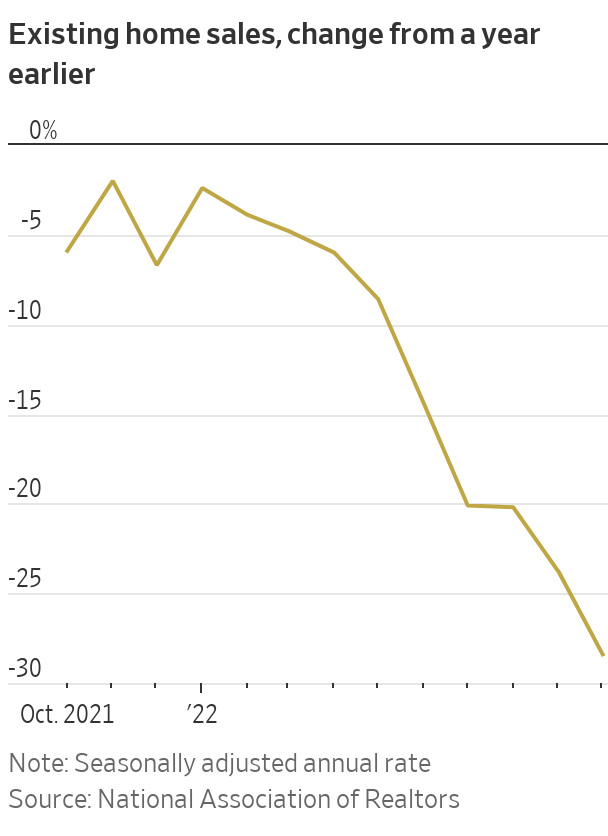 Existing home sales, change from a year
earlier
0%
-5
-10
-15
-20
-25
-30
Oct. 2021 ’22
Note: Seasonally adjusted annual rate
Source: National Association of Realtors